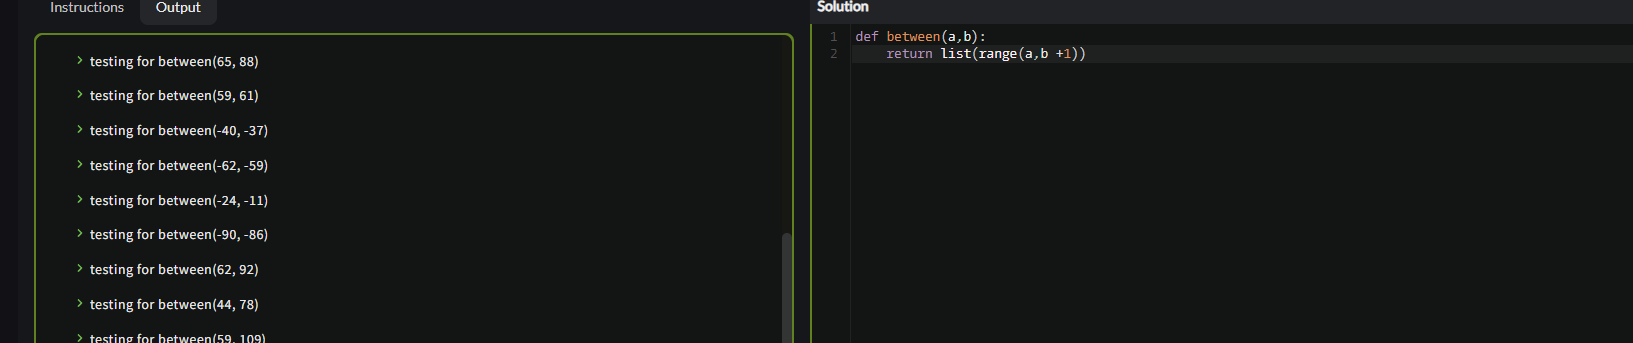 Instructions Output
testing for between(65, 88)
testing for between(59, 61)
testing for between(-40, -37)
testing for between(-62, -59)
testing for between(-24, -11)
testing for between(-90, -86)
testing for between(62, 92)
testing for between(44, 78)
testing for between(59, 109)
Solution
1 def between(a,b):
2     return list(range(a,b +1))